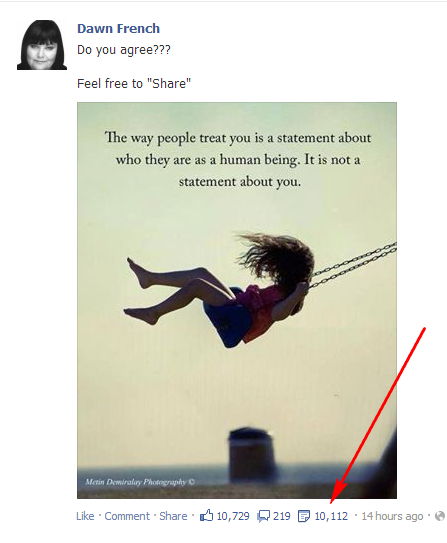 Dawn French
Do you agree???
Feel free to "Share"
The way people treat you is a statement about
who they are as a human being. It is not a
statement about you.
Metin Demiralay Photography ©
Like · Comment · Share · 10,729 219 10,112 · 14 hours ago ·